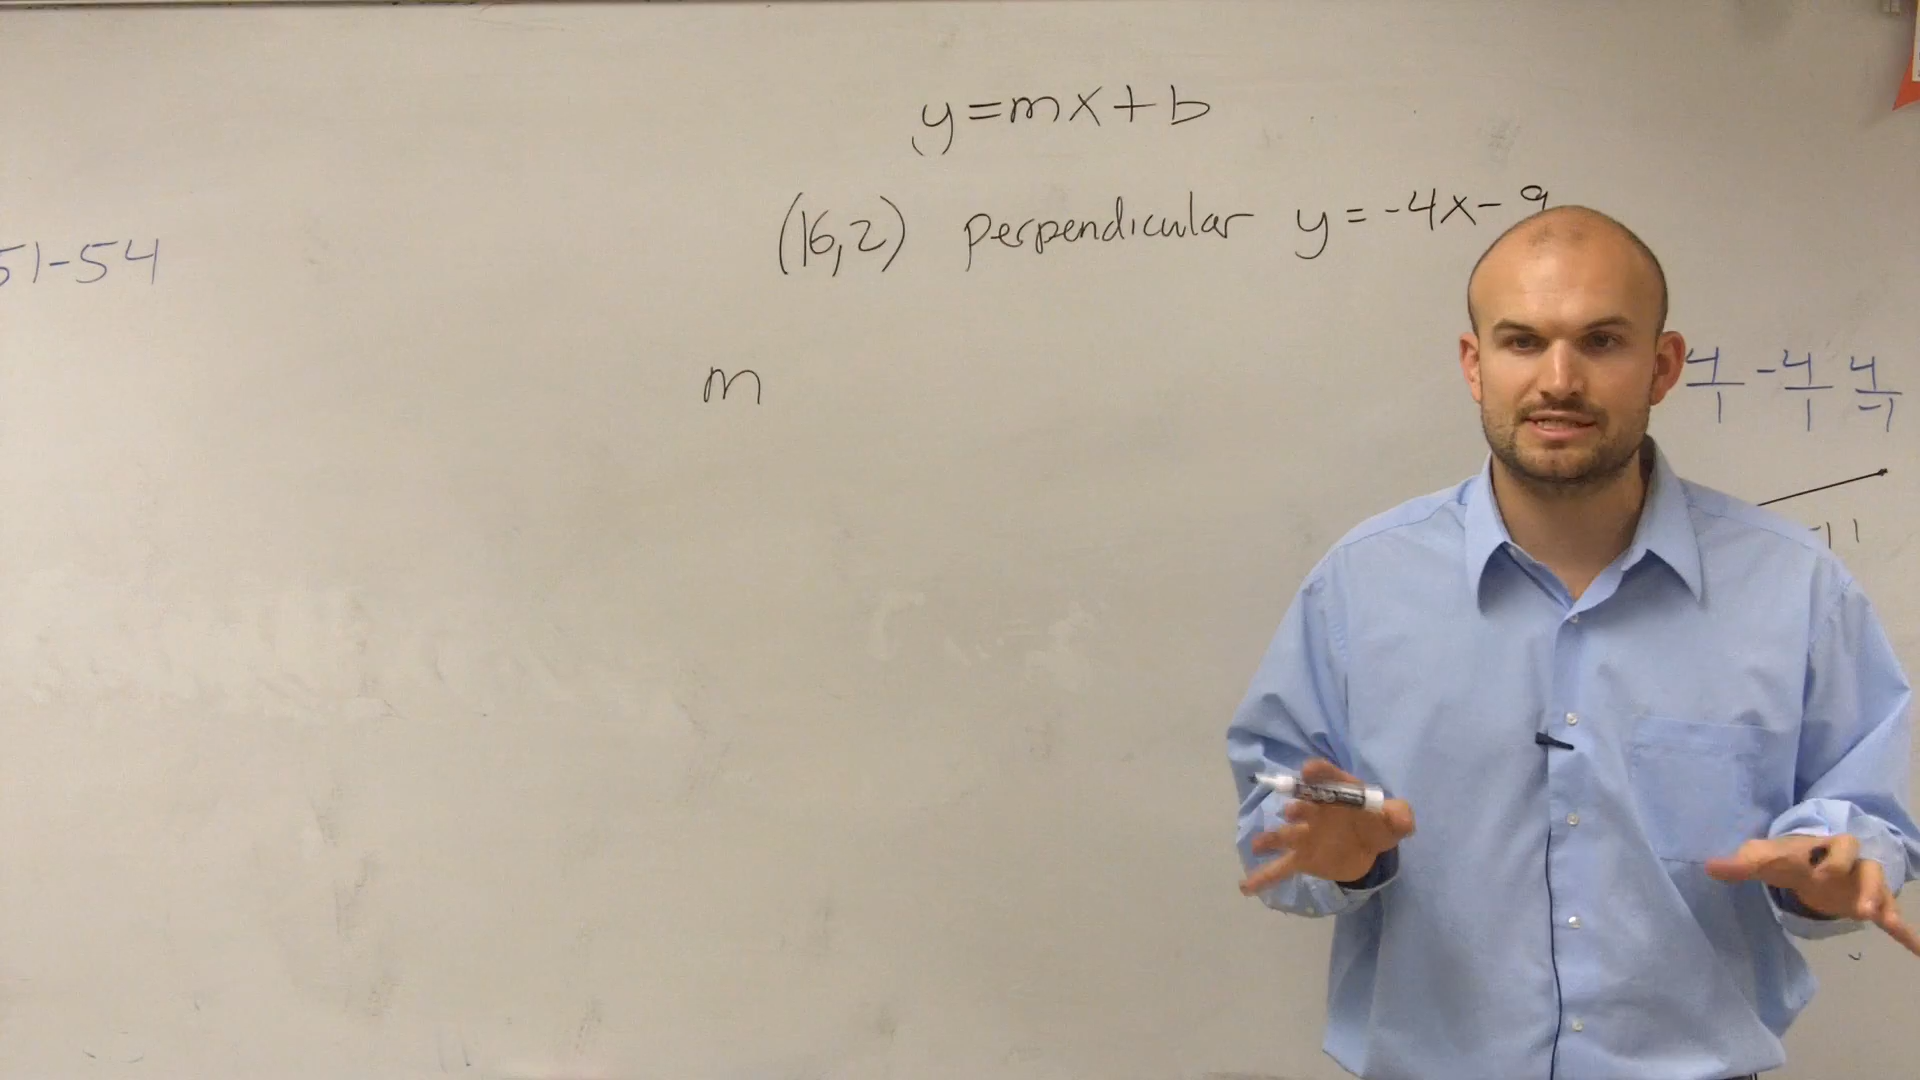 y=mx+b
(16,2) perpendicular y=-4x-9
51-54
m
4/1 -4/1 4/-1